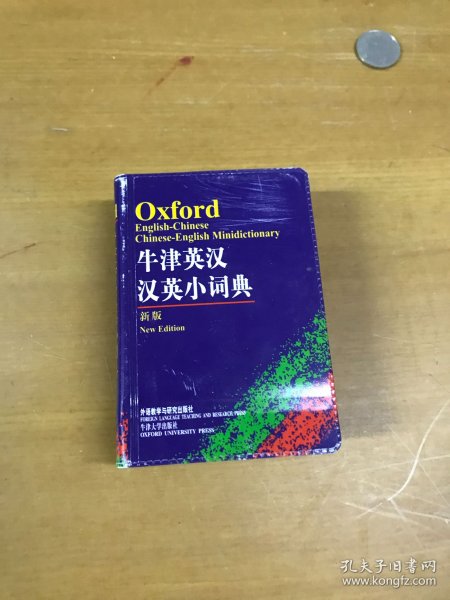 Oxford
English-Chinese
Chinese-English Minidictionary
牛津英汉
汉英小词典
新版
New Edition
外语教学与研究出版社
FOREIGN LANGUAGE TEACHING AND RESEARCH PRESS
牛津大学出版社
OXFORD UNIVERSITY PRESS
孔夫子旧书网
www.kongfz.com